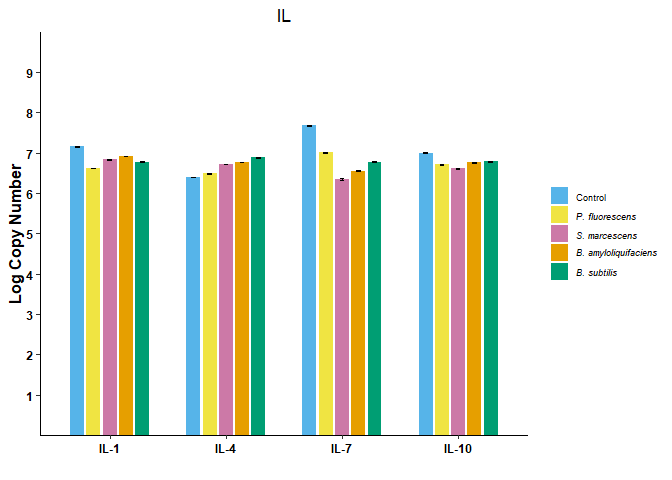 IL
Log Copy Number
9
8
7
6
5
4
3
2
1
IL-1 IL-4 IL-7 IL-10
Control
P. fluorescens
S. marcescens
B. amyloliquifaciens
B. subtilis